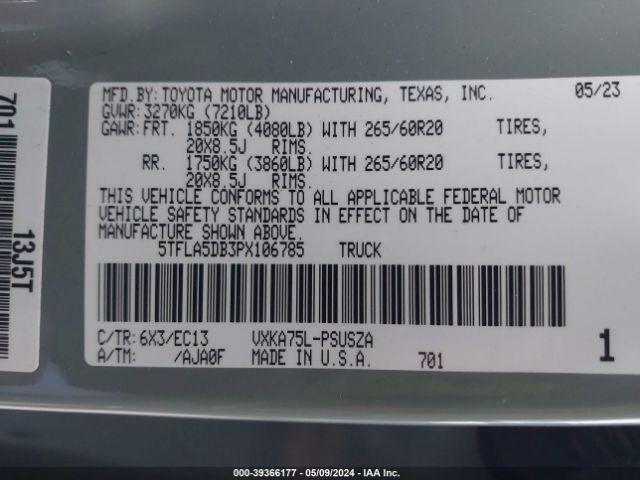 MFD.BY:TOYOTA MOTOR MANUFACTURING, TEXAS, INC. 05/23
GVWR:3270KG (7210LB)
GAWR:FRT. 1850KG (4080LB) WITH 265/60R20 TIRES,
20X8.5J RIMS.
RR. 1750KG (3860LB) WITH 265/60R20 TIRES,
20X8.5J RIMS.
THIS VEHICLE CONFORMS TO ALL APPLICABLE FEDERAL MOTOR
VEHICLE SAFETY STANDARDS IN EFFECT ON THE DATE OF
MANUFACTURE SHOWN ABOVE.
5TFLA5DB3PX106785 TRUCK
C/TR:6X3/EC13 VXKA75L-PSUSZA
A/TM: /AJA0F MADE IN U.S.A. 701
1
701 13J5T
000-39366177 - 05/09/2024 - IAA Inc.